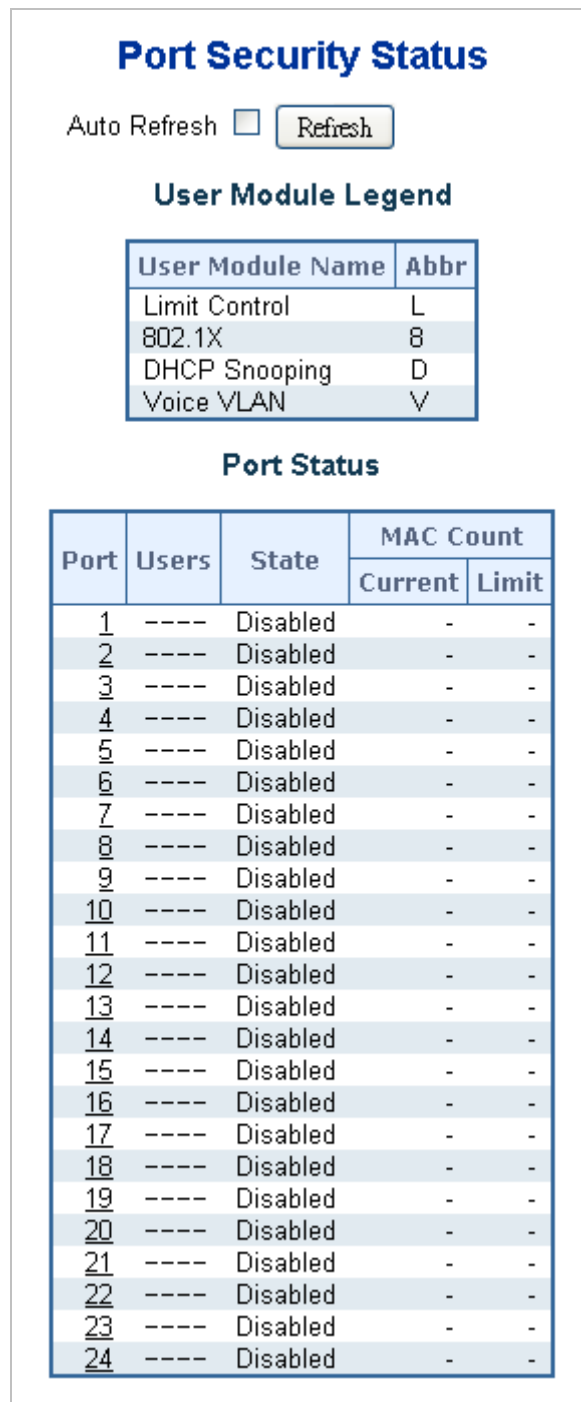 Port Security Status
Auto Refresh Refresh
User Module Legend
User Module Name Abbr
Limit Control L
802.1X 8
DHCP Snooping D
Voice VLAN V
Port Status
Port Users State MAC Count
Current Limit
1 ---- Disabled - -
2 ---- Disabled - -
3 ---- Disabled - -
4 ---- Disabled - -
5 ---- Disabled - -
6 ---- Disabled - -
7 ---- Disabled - -
8 ---- Disabled - -
9 ---- Disabled - -
10 ---- Disabled - -
11 ---- Disabled - -
12 ---- Disabled - -
13 ---- Disabled - -
14 ---- Disabled - -
15 ---- Disabled - -
16 ---- Disabled - -
17 ---- Disabled - -
18 ---- Disabled - -
19 ---- Disabled - -
20 ---- Disabled - -
21 ---- Disabled - -
22 ---- Disabled - -
23 ---- Disabled - -
24 ---- Disabled - -